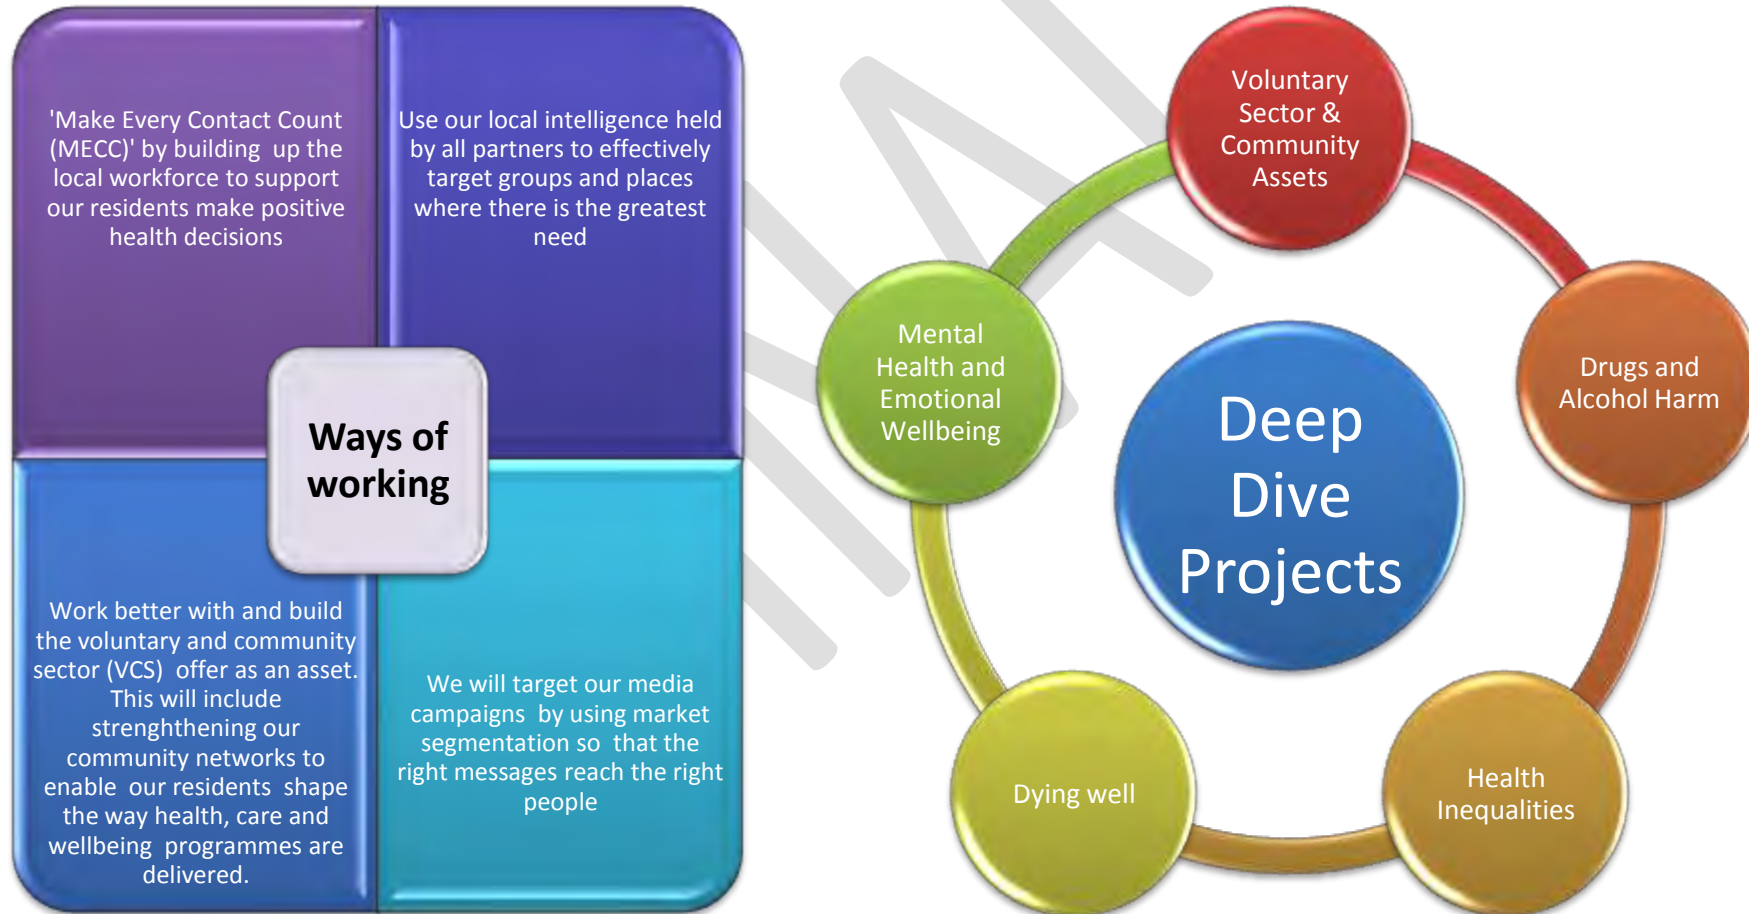 'Make Every Contact Count
(MECC)' by building up the
local workforce to support
our residents make positive
health decisions
Use our local intelligence held
by all partners to effectively
target groups and places
where there is the greatest
need
Ways of
working
Work better with and build
the voluntary and community
sector (VCS) offer as an asset.
This will include
strenghthening our
community networks to
enable our residents shape
the way health, care and
wellbeing programmes are
delivered.
We will target our media
campaigns by using market
segmentation so that the
right messages reach the right
people
Voluntary
Sector &
Community
Assets
Drugs and
Alcohol Harm
Health
Inequalities
Dying well
Mental
Health and
Emotional
Wellbeing
Deep
Dive
Projects